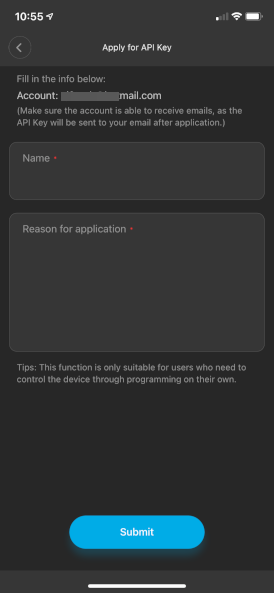 10:55
Apply for API Key
Fill in the info below:
Account: mail.com
(Make sure the account is able to receive emails, as the
API Key will be sent to your email after application.)
Name *
Reason for application *
Tips: This function is only suitable for users who need to
control the device through programming on their own.
Submit